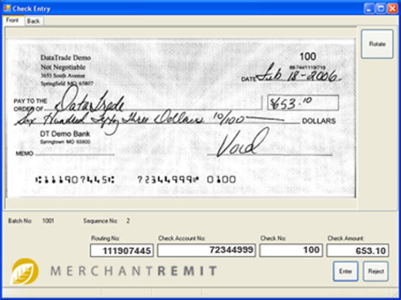 Check Entry
Front Back
DataTrade Demo
Not Negotiable
3651 South Avenue
Springfield MO 65807
100
DATE Feb 18-2006
Rotate
PAY TO THE
ORDER OF DataTrade $653.10
Six Hundred Fifty Three Dollars 10/100 DOLLARS
DT Demo Bank
Springtown MO 65800
MEMO Void
⑆111907445⑆ 72344999⑈ 0100
Batch No: 1001 Sequence No: 2
Routing No: Check Account No: Check No: Check Amount:
111907445 72344999 100 653.10
MERCHANTREMIT
Enter Reject